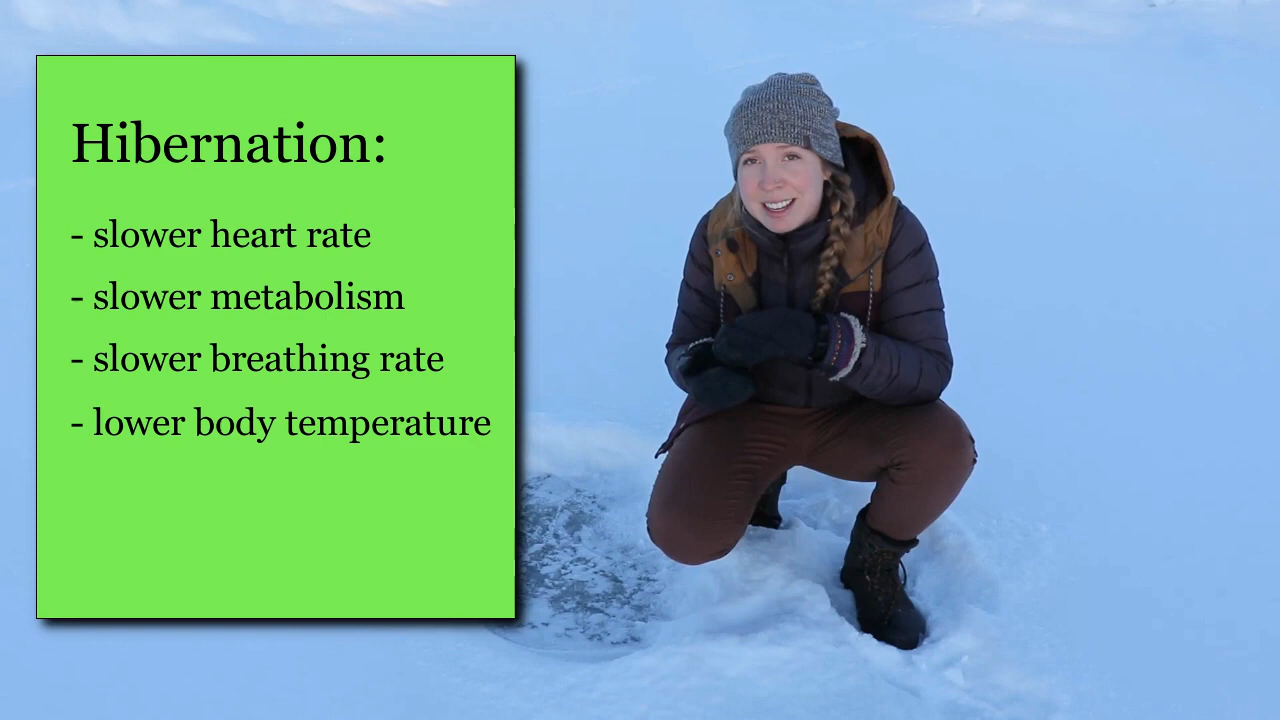 Hibernation:
- slower heart rate
- slower metabolism
- slower breathing rate
- lower body temperature